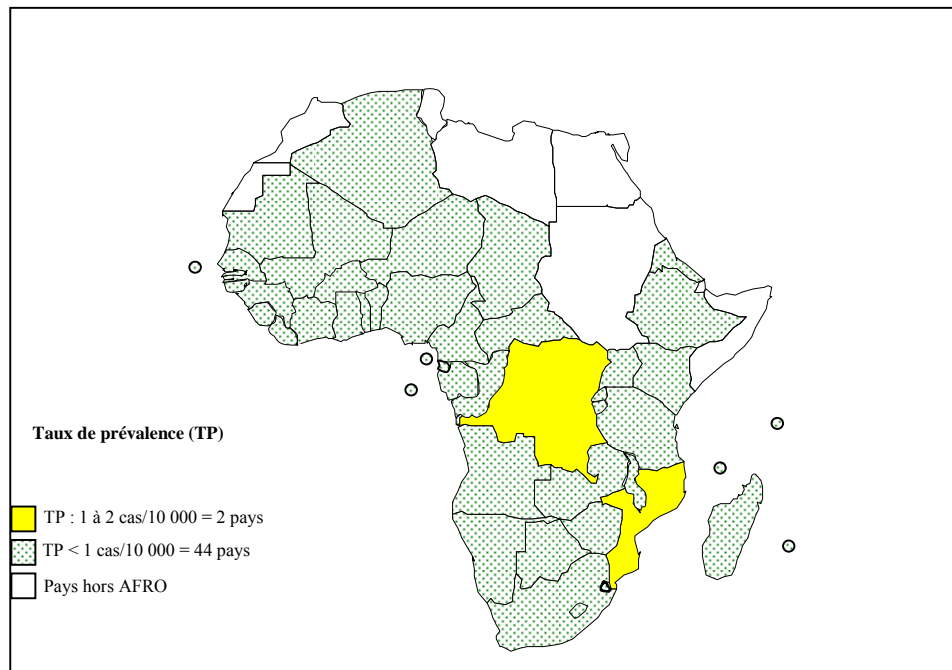 Taux de prévalence (TP)
TP : 1 à 2 cas/10 000 = 2 pays
TP < 1 cas/10 000 = 44 pays
Pays hors AFRO